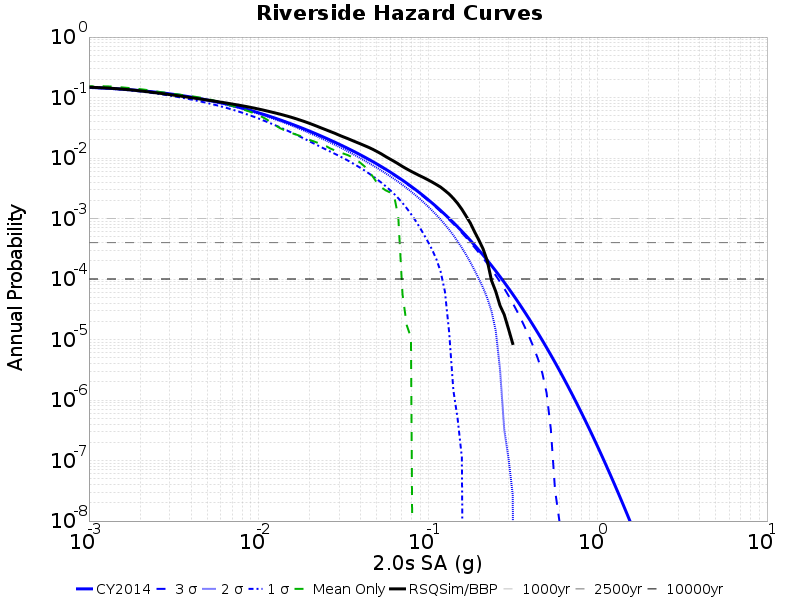 Riverside Hazard Curves
Annual Probability
10^0
10^-1
10^-2
10^-3
10^-4
10^-5
10^-6
10^-7
10^-8
10^-3 10^-2 10^-1 10^0 10^1
2.0s SA (g)
CY2014 3 σ 2 σ 1 σ Mean Only RSQSim/BBP 1000yr 2500yr 10000yr